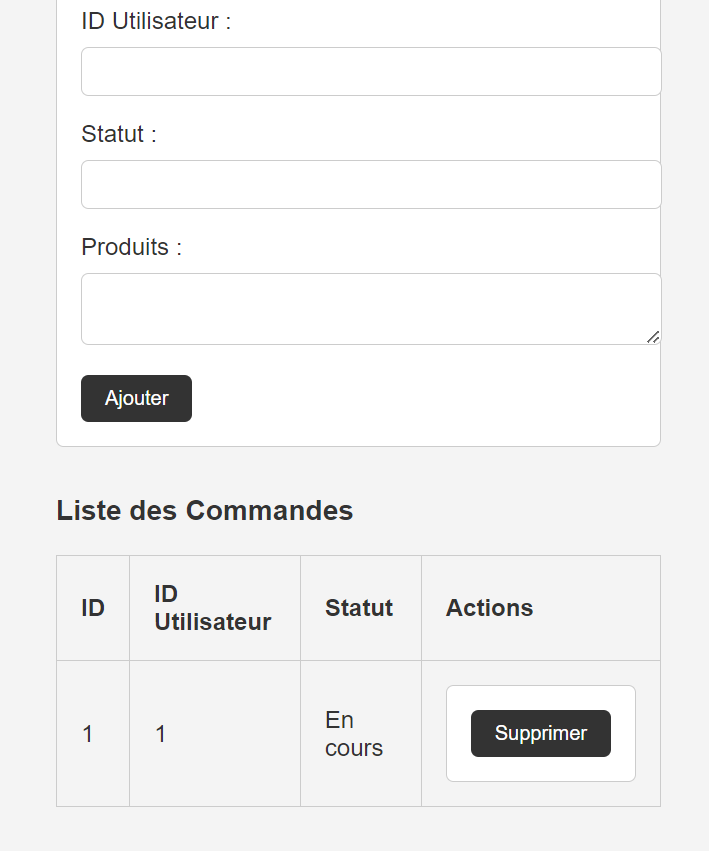 ID Utilisateur :
Statut :
Produits :
Ajouter
Liste des Commandes
ID
ID
Utilisateur
Statut
Actions
1
1
En
cours
Supprimer